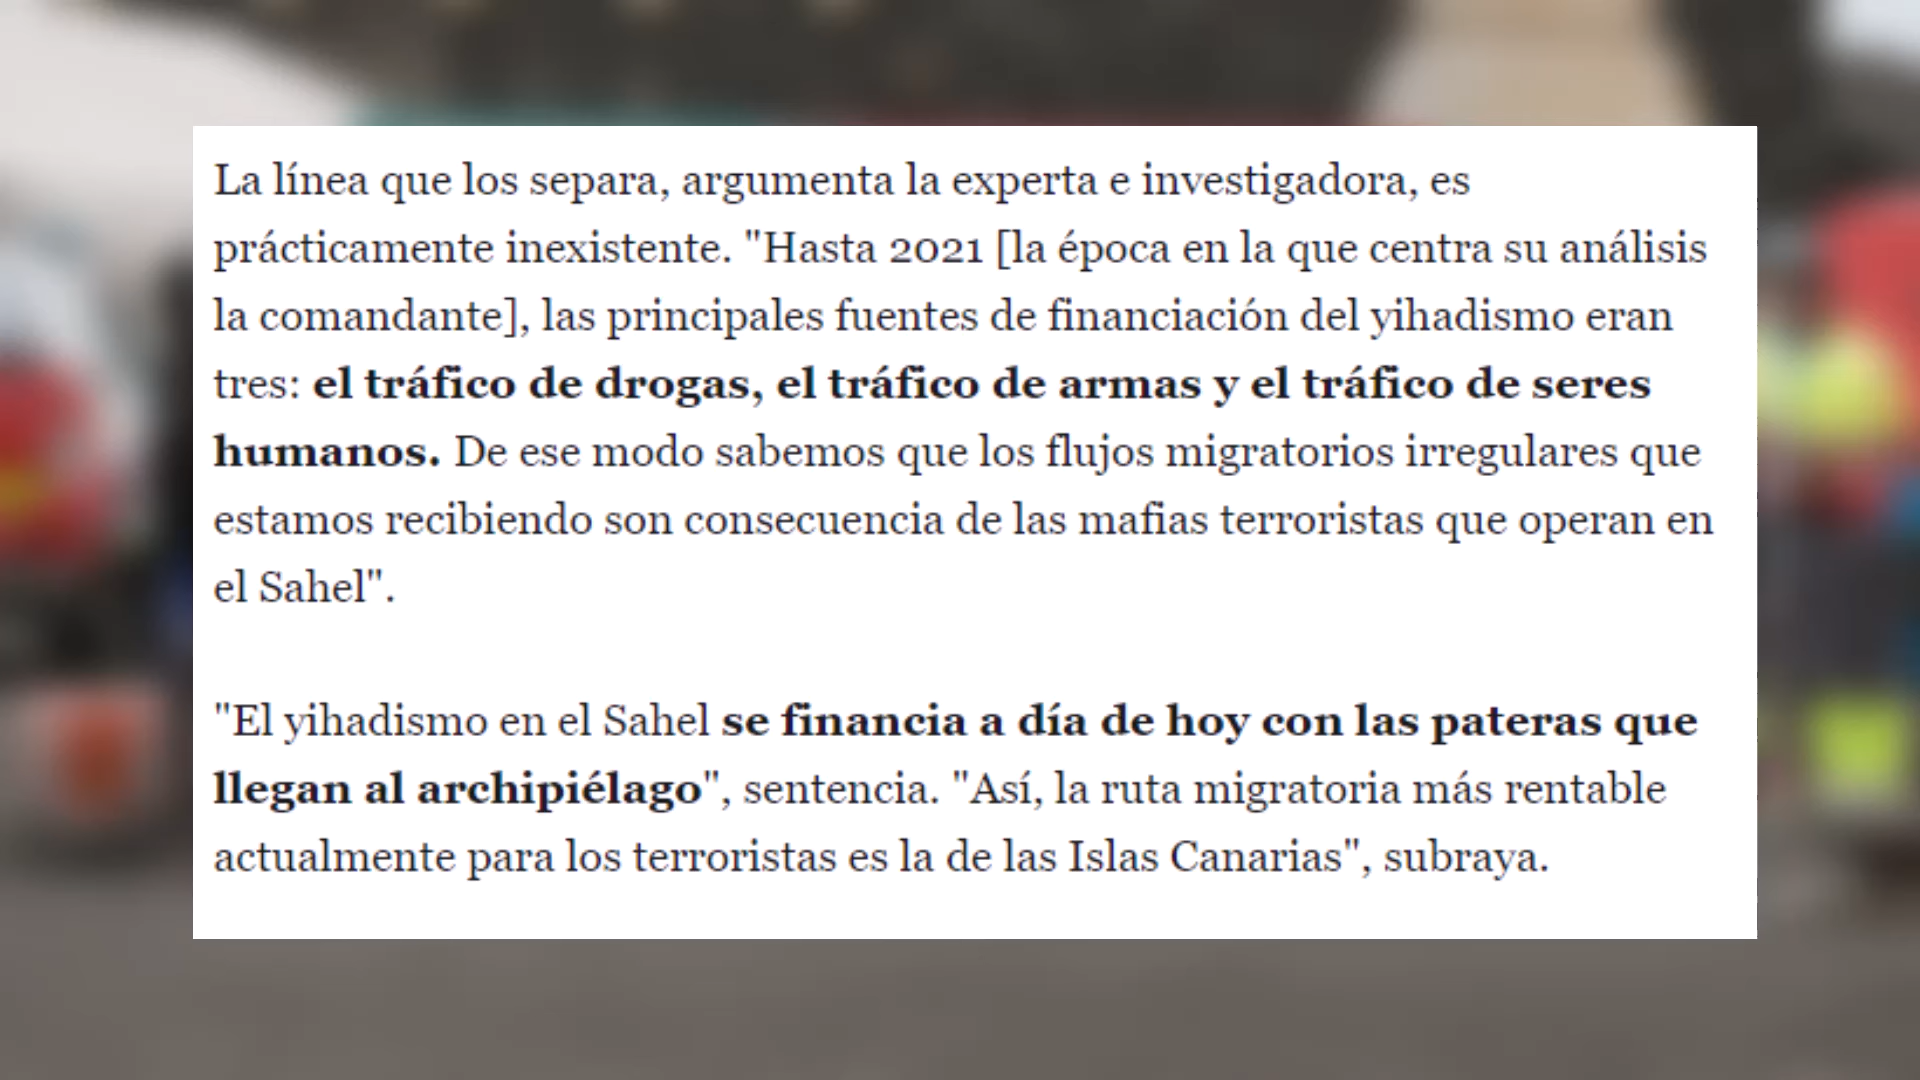 La línea que los separa, argumenta la experta e investigadora, es
prácticamente inexistente. "Hasta 2021 [la época en la que centra su análisis
la comandante], las principales fuentes de financiación del yihadismo eran
tres: el tráfico de drogas, el tráfico de armas y el tráfico de seres
humanos. De ese modo sabemos que los flujos migratorios irregulares que
estamos recibiendo son consecuencia de las mafias terroristas que operan en
el Sahel".
"El yihadismo en el Sahel se financia a día de hoy con las pateras que
llegan al archipiélago", sentencia. "Así, la ruta migratoria más rentable
actualmente para los terroristas es la de las Islas Canarias", subraya.